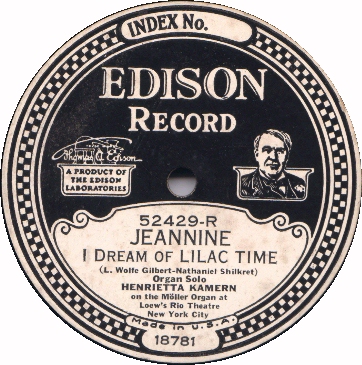 INDEX No.
EDISON
RECORD
Thomas A Edison
A PRODUCT OF
THE EDISON
LABORATORIES
52429-R
JEANNINE
I DREAM OF LILAC TIME
(L. Wolfe Gilbert-Nathaniel Shilkret)
Organ Solo
HENRIETTA KAMERN
on the Möller Organ at
Loew's Rio Theatre
New York City
Made in U.S.A.
18781